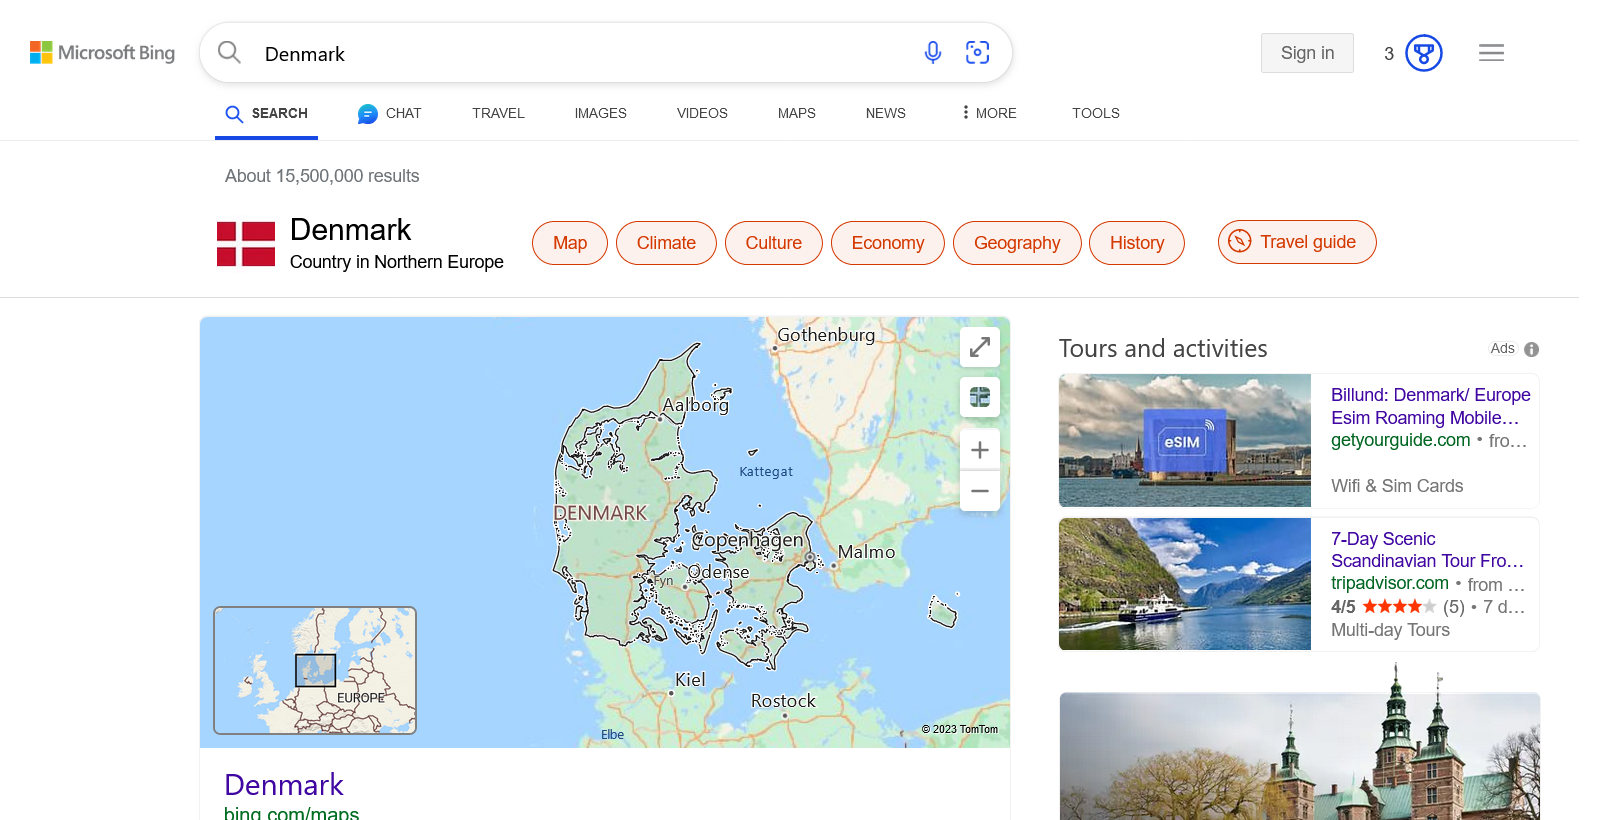 Microsoft Bing
Denmark
Sign in
3
SEARCH
CHAT
TRAVEL
IMAGES
VIDEOS
MAPS
NEWS
MORE
TOOLS
About 15,500,000 results
Denmark
Country in Northern Europe
Map
Climate
Culture
Economy
Geography
History
Travel guide
Gothenburg
Aalborg
Kattegat
DENMARK
Copenhagen
Malmo
Odense
Fyn
Kiel
Rostock
Elbe
EUROPE
© 2023 TomTom
Denmark
bing.com/maps
Tours and activities
Ads
eSIM
Billund: Denmark/ Europe
Esim Roaming Mobile...
getyourguide.com • fro...
Wifi & Sim Cards
7-Day Scenic
Scandinavian Tour Fro...
tripadvisor.com • from ...
4/5 ★★★★★ (5) • 7 d...
Multi-day Tours